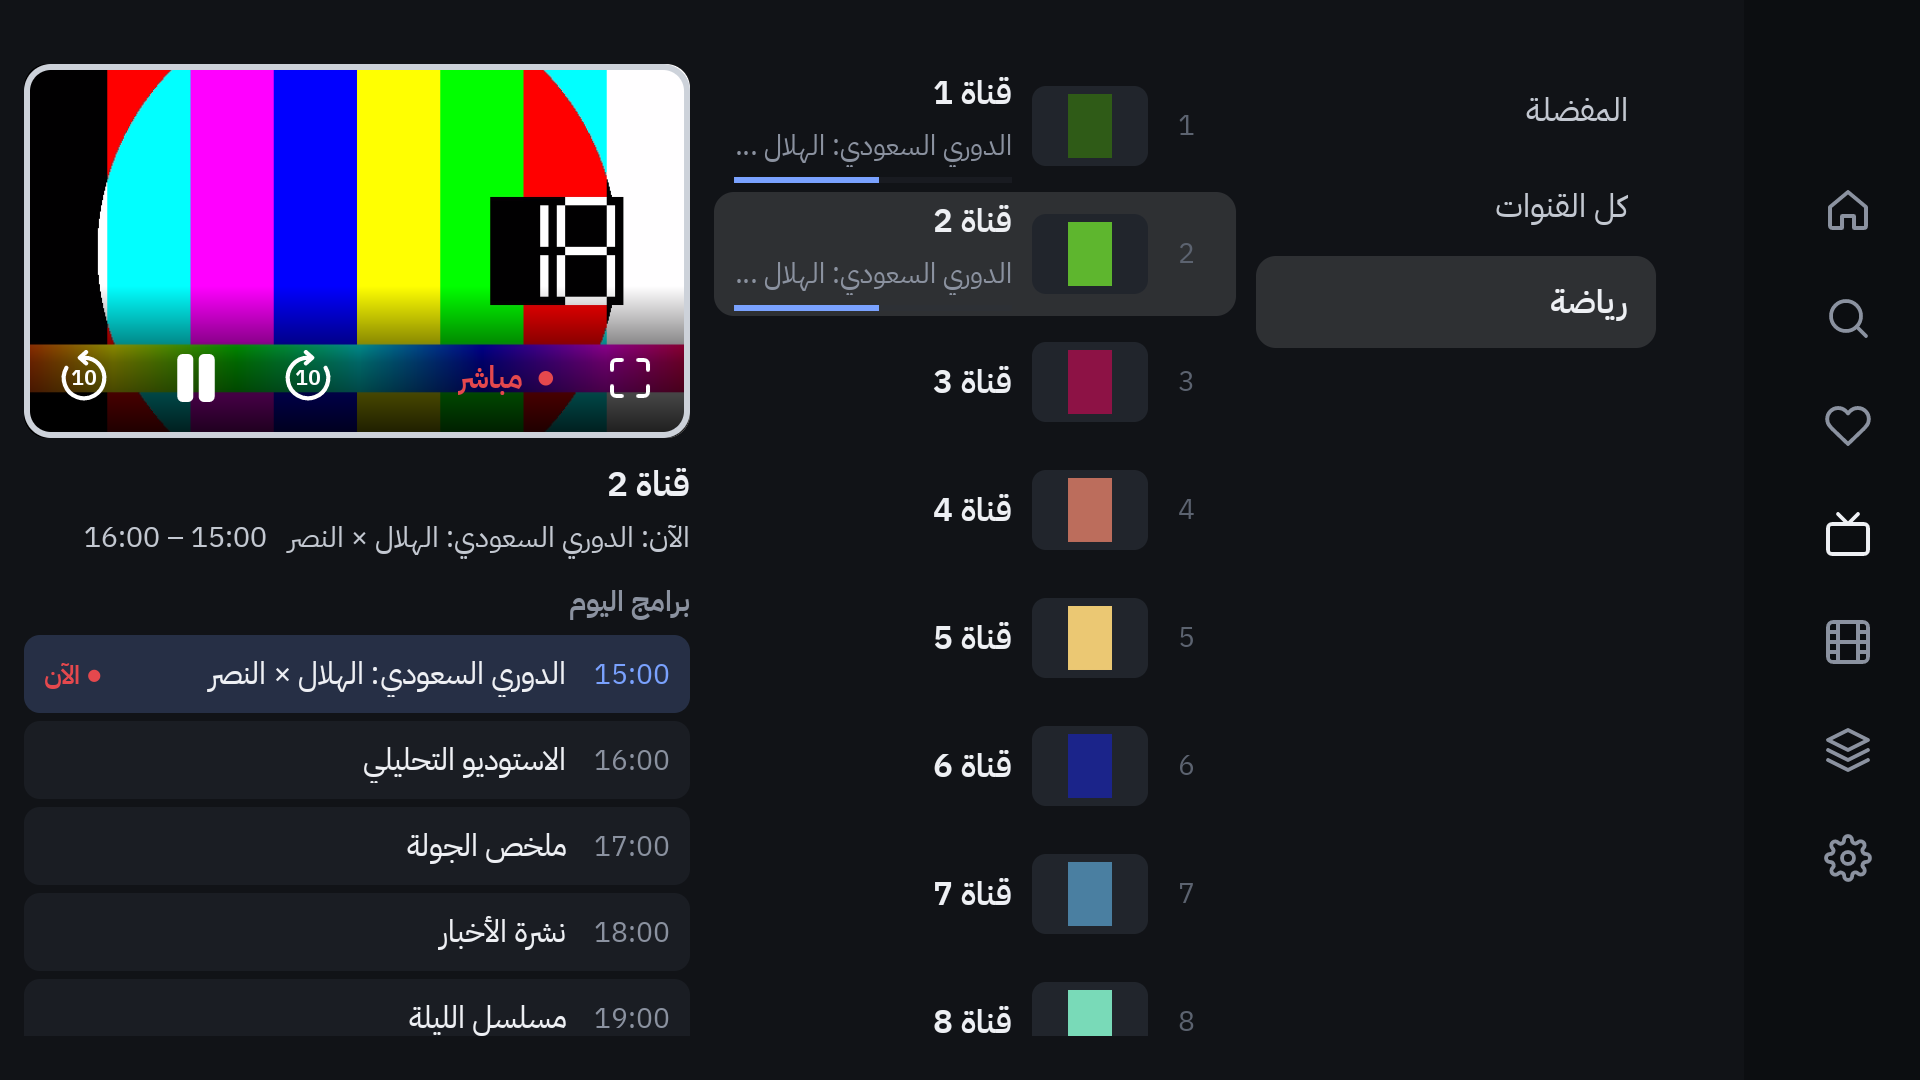 المفضلة
كل القنوات
رياضة
1
قناة 1
الدوري السعودي: الهلال ...
2
قناة 2
الدوري السعودي: الهلال ...
3
قناة 3
4
قناة 4
5
قناة 5
6
قناة 6
7
قناة 7
8
قناة 8
16
10
10
مباشر
قناة 2
الآن: الدوري السعودي: الهلال × النصر 15:00 – 16:00
برامج اليوم
15:00 الدوري السعودي: الهلال × النصر الآن
16:00 الاستوديو التحليلي
17:00 ملخص الجولة
18:00 نشرة الأخبار
19:00 مسلسل الليلة